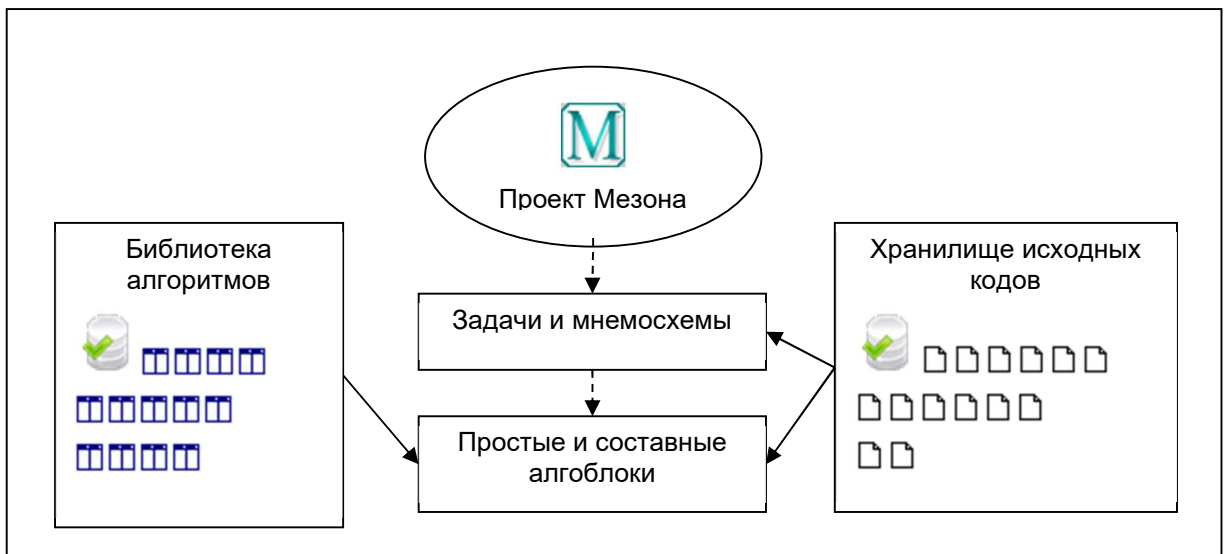 M
Проект Мезона
Библиотека
алгоритмов
Задачи и мнемосхемы
Хранилище исходных
кодов
Простые и составные
алгоблоки